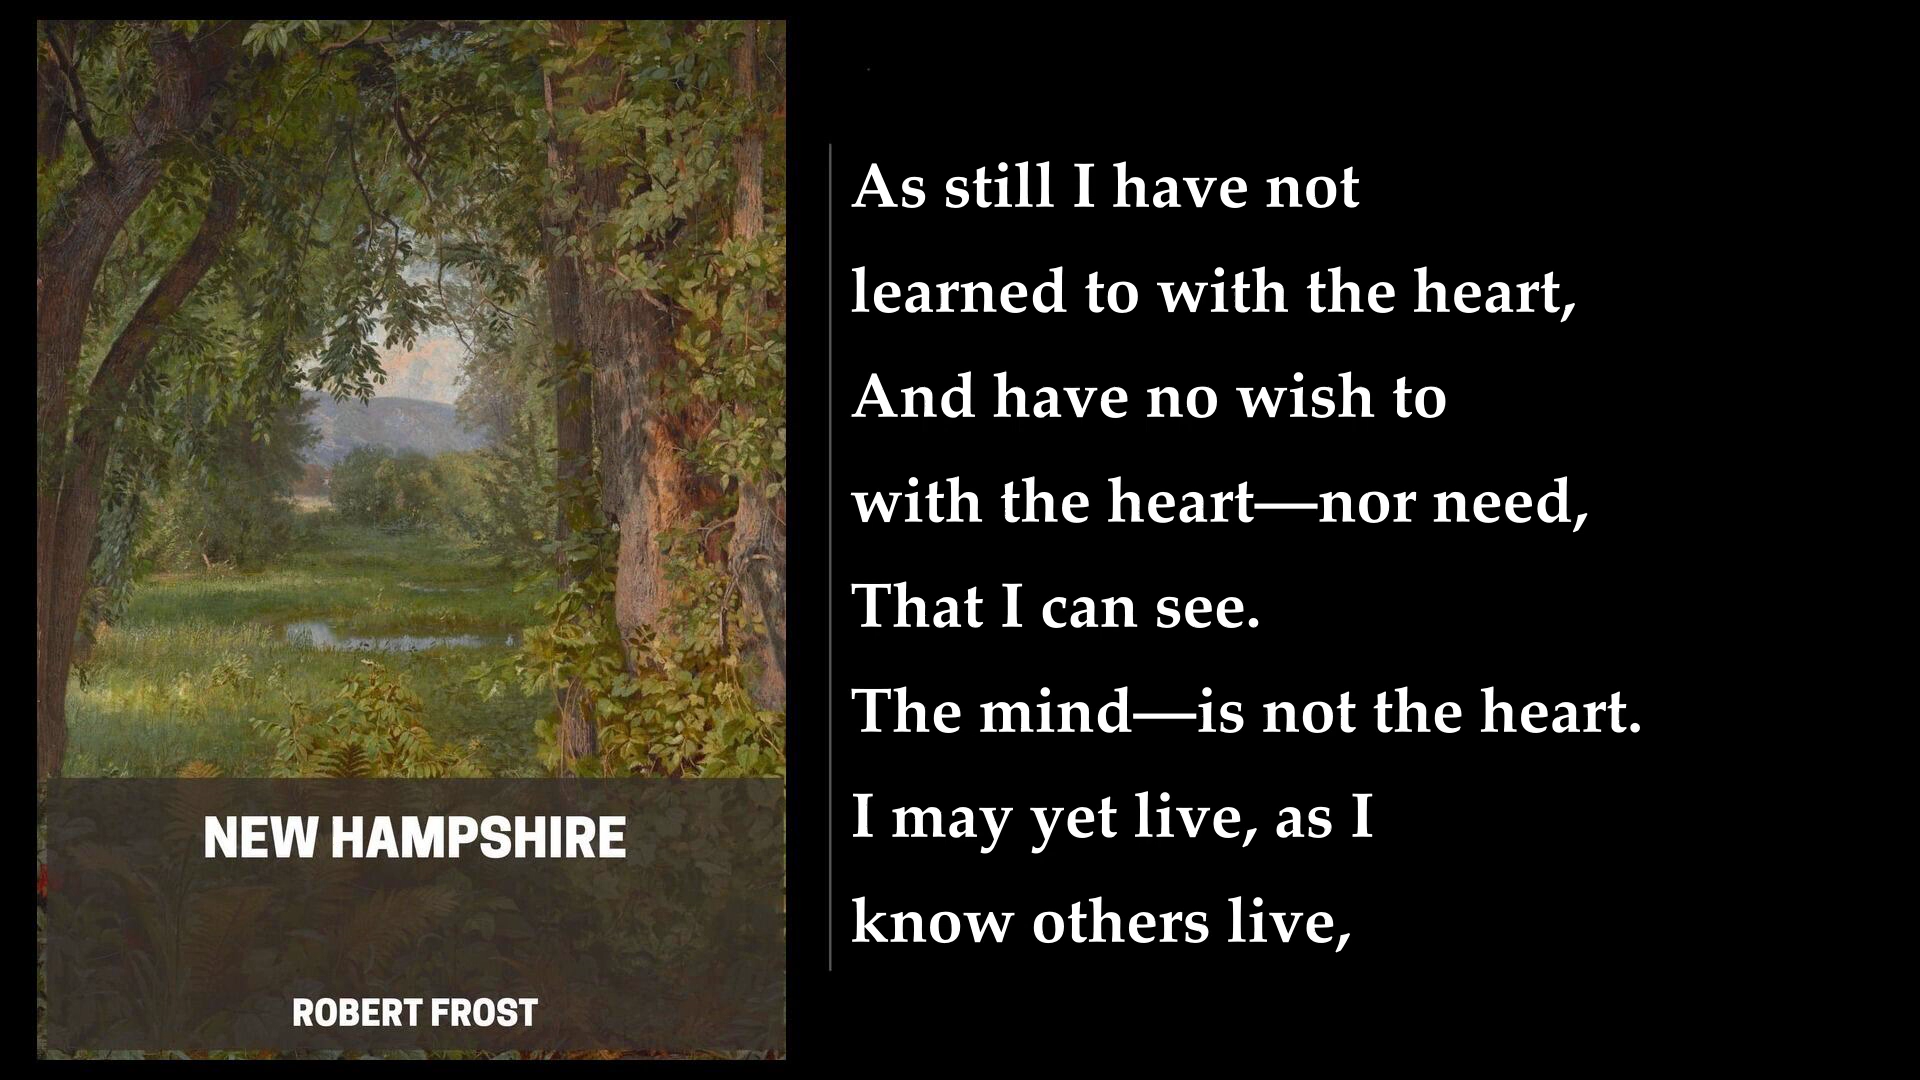 NEW HAMPSHIRE
ROBERT FROST
As still I have not
learned to with the heart,
And have no wish to
with the heart—nor need,
That I can see.
The mind—is not the heart.
I may yet live, as I
know others live,